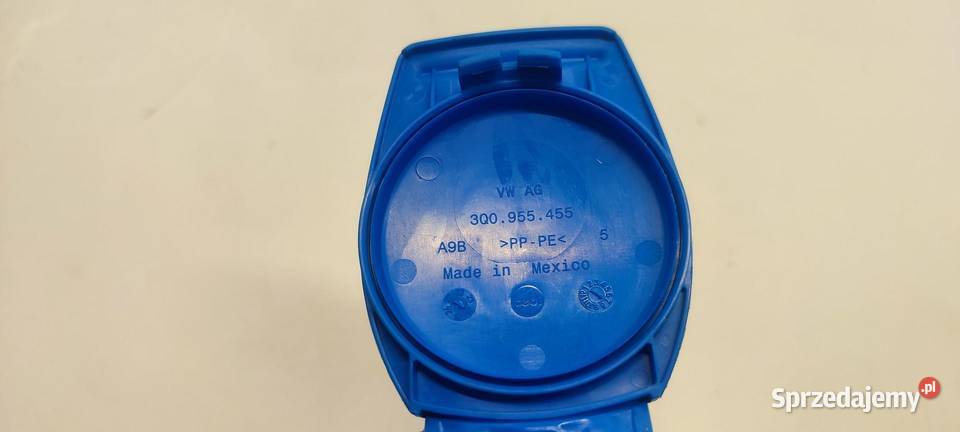 VW AG
3Q0.955.455
A9B >PP-PE< 5
Made in Mexico
Sprzedajemy.pl